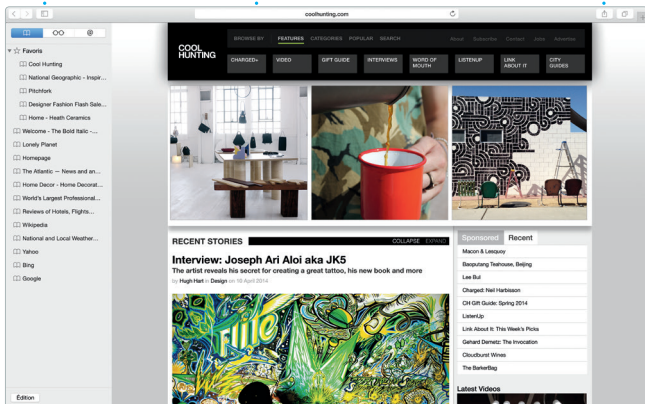 coolhunting.com
@
Favoris
Cool Hunting
National Geographic - Inspir...
Pitchfork
Designer Fashion Flash Sale...
Home - Heath Ceramics
Welcome - The Bold Italic -...
Lonely Planet
Homepage
The Atlantic — News and an...
Home Decor - Home Decorat...
World's Largest Professional...
Reviews of Hotels, Flights...
Wikipedia
National and Local Weather...
Yahoo
Bing
Google
Édition
COOL
HUNTING
BROWSE BY FEATURES CATEGORIES POPULAR SEARCH
About Subscribe Contact Jobs Advertise
CHARGED»
VIDEO
GIFT GUIDE
INTERVIEWS
WORD OF
MOUTH
LISTENUP
LINK
ABOUT IT
CITY
GUIDES
RECENT STORIES
COLLAPSE EXPAND
Interview: Joseph Ari Aloi aka JK5
The artist reveals his secret for creating a great tattoo, his new book and more
by Hugh Hart in Design on 10 April 2014
Sponsored Recent
Macon & Lesquoy
Baoputang Teahouse, Beijing
Lee Bul
Charged: Neil Harbisson
CH Gift Guide: Spring 2014
ListenUp
Link About It: This Week's Picks
Gehard Demetz: The Invocation
Cloudburst Wines
The BarkerBag
Latest Videos